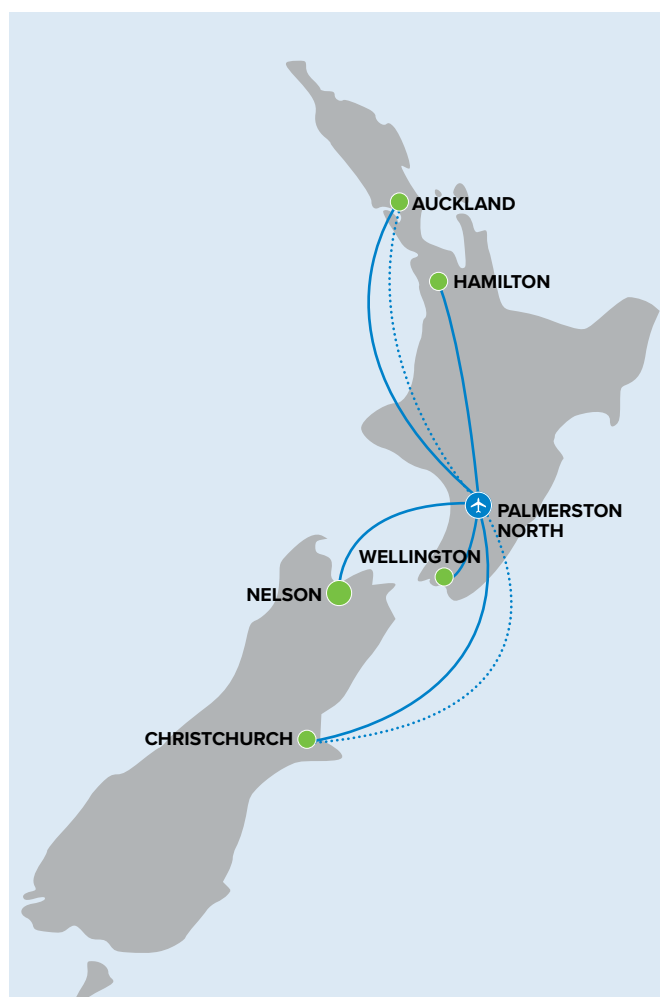 AUCKLAND
HAMILTON
PALMERSTON
NORTH
WELLINGTON
NELSON
CHRISTCHURCH